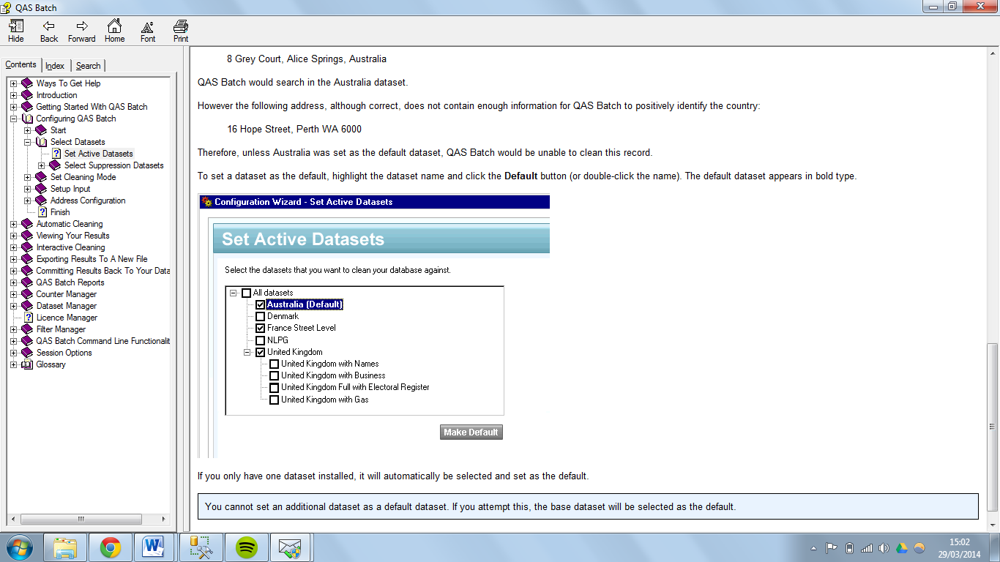 QAS Batch
Hide Back Forward Home Font Print
Contents Index Search
Ways To Get Help
Introduction
Getting Started With QAS Batch
Configuring QAS Batch
Start
Select Datasets
Set Active Datasets
Select Suppression Datasets
Set Cleaning Mode
Setup Input
Address Configuration
Finish
Automatic Cleaning
Viewing Your Results
Interactive Cleaning
Exporting Results To A New File
Committing Results Back To Your Data
QAS Batch Reports
Counter Manager
Dataset Manager
Licence Manager
Filter Manager
QAS Batch Command Line Functionalit
Session Options
Glossary
8 Grey Court, Alice Springs, Australia
QAS Batch would search in the Australia dataset.
However the following address, although correct, does not contain enough information for QAS Batch to positively identify the country:
16 Hope Street, Perth WA 6000
Therefore, unless Australia was set as the default dataset, QAS Batch would be unable to clean this record.
To set a dataset as the default, highlight the dataset name and click the Default button (or double-click the name). The default dataset appears in bold type.
Configuration Wizard - Set Active Datasets
Set Active Datasets
Select the datasets that you want to clean your database against.
All datasets
Australia (Default)
Denmark
France Street Level
NLPG
United Kingdom
United Kingdom with Names
United Kingdom with Business
United Kingdom Full with Electoral Register
United Kingdom with Gas
Make Default
If you only have one dataset installed, it will automatically be selected and set as the default.
You cannot set an additional dataset as a default dataset. If you attempt this, the base dataset will be selected as the default.
15:02
29/03/2014